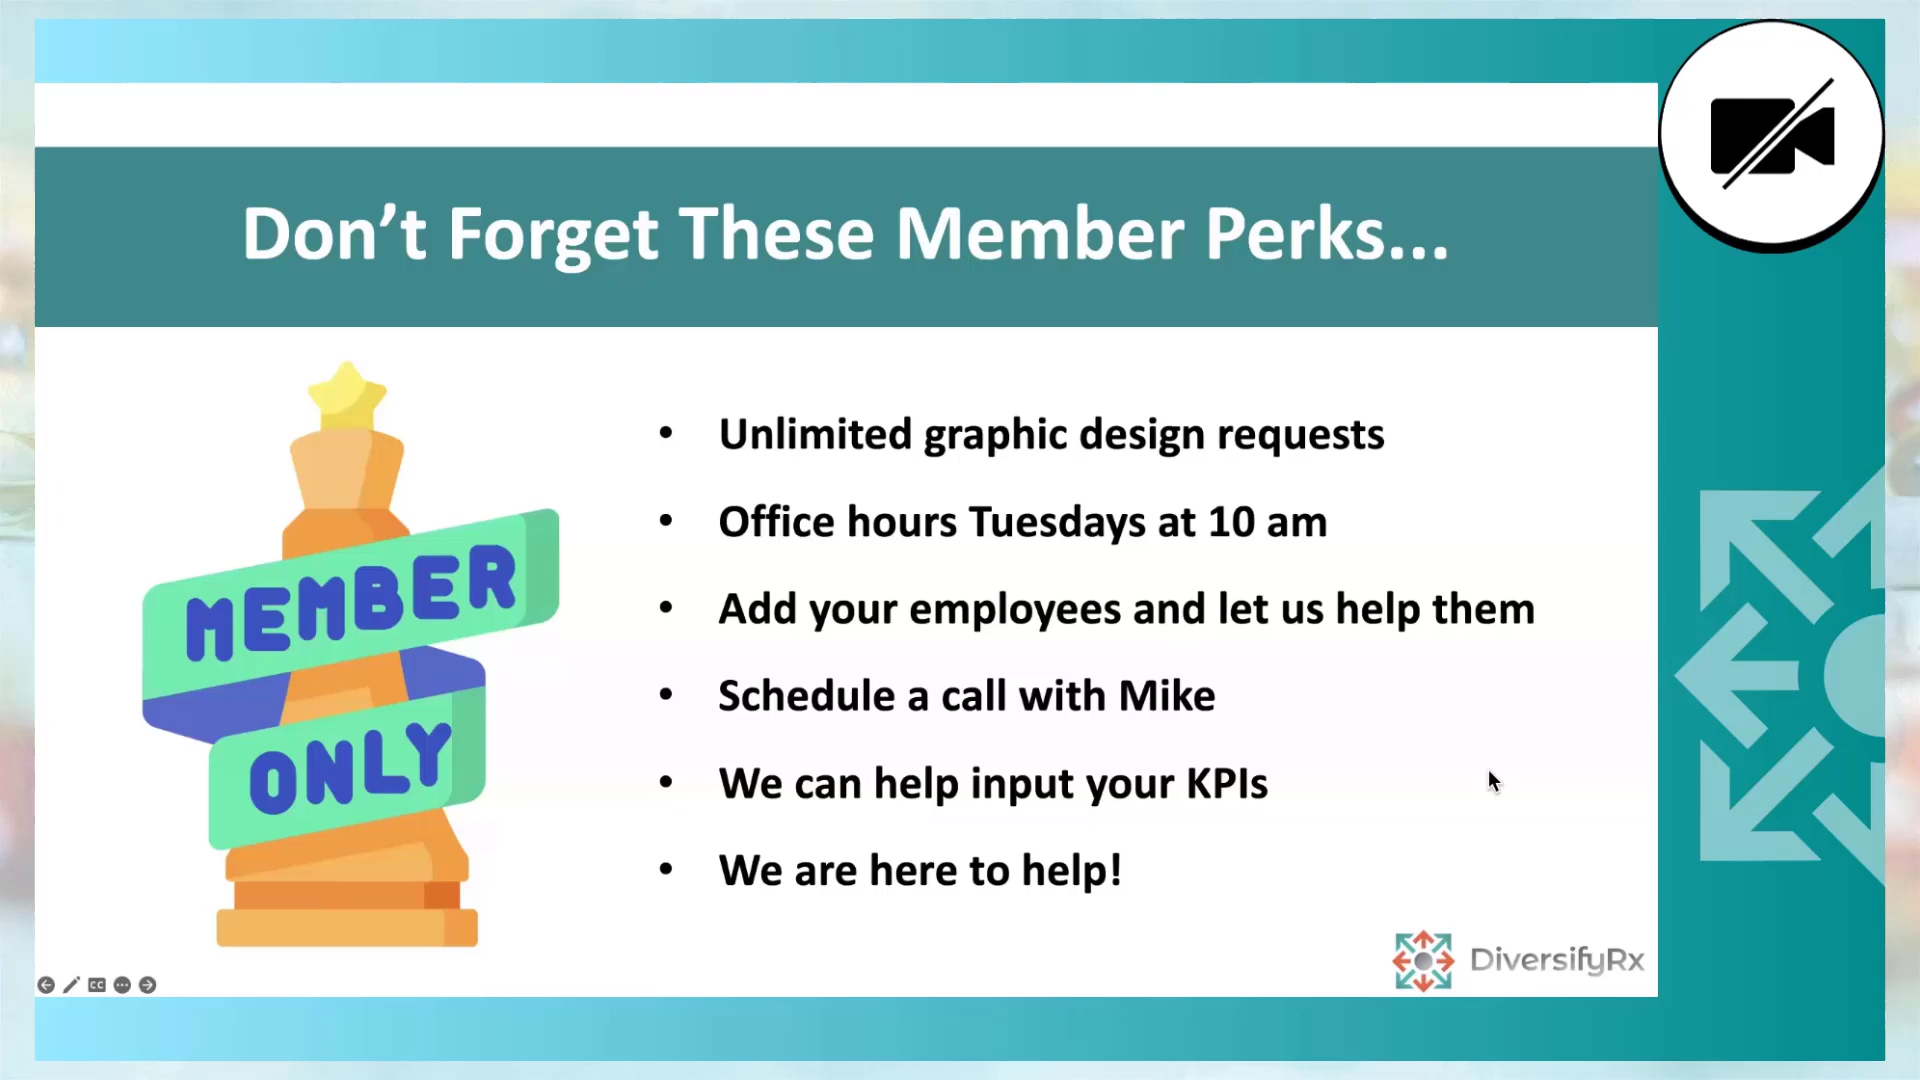 Don’t Forget These Member Perks...
MEMBER
ONLY
• Unlimited graphic design requests
• Office hours Tuesdays at 10 am
• Add your employees and let us help them
• Schedule a call with Mike
• We can help input your KPIs
• We are here to help!
DiversifyRx
CC